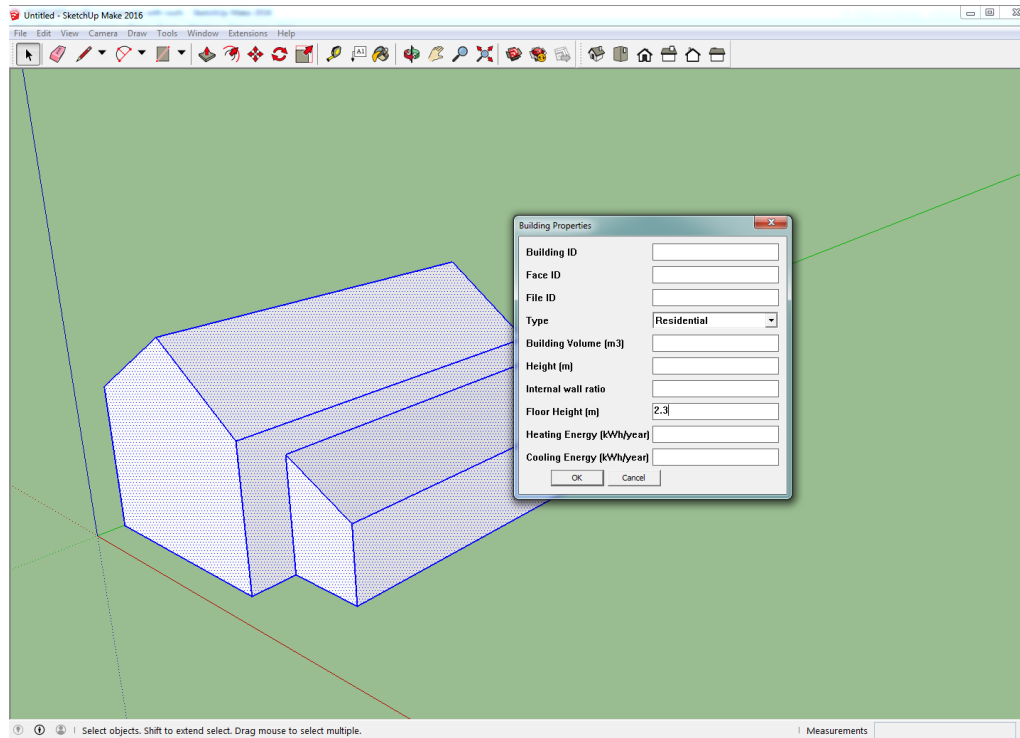 Untitled - SketchUp Make 2016
File Edit View Camera Draw Tools Window Extensions Help
A1
Building Properties
Building ID
Face ID
File ID
Type Residential
Building Volume (m3)
Height (m)
Internal wall ratio
Floor Height (m) 2.3
Heating Energy (kWh/year)
Cooling Energy (kWh/year)
OK Cancel
Select objects. Shift to extend select. Drag mouse to select multiple. Measurements